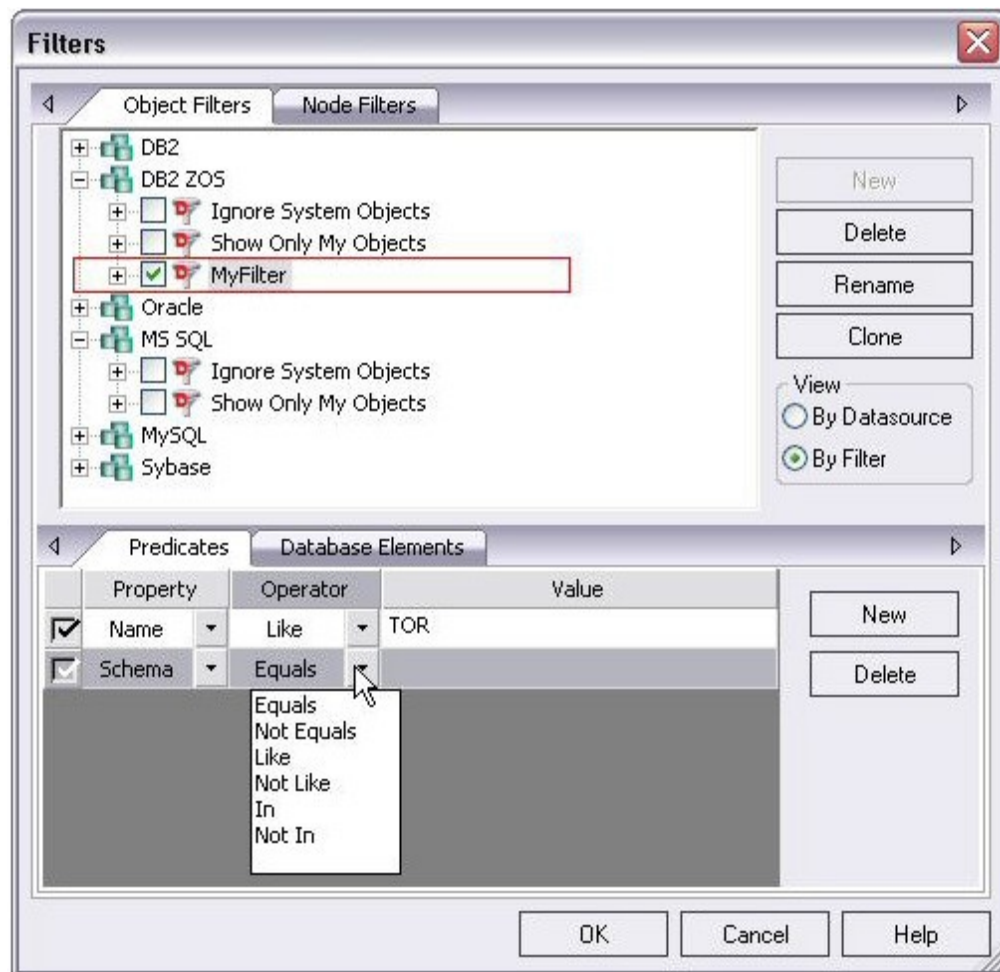 Filters
Object Filters Node Filters
DB2
DB2 ZOS
Ignore System Objects
Show Only My Objects
MyFilter
Oracle
MS SQL
Ignore System Objects
Show Only My Objects
MySQL
Sybase
New
Delete
Rename
Clone
View
By Datasource
By Filter
Predicates Database Elements
Property Operator Value
Name Like TOR
Schema Equals
Equals
Not Equals
Like
Not Like
In
Not In
New
Delete
OK Cancel Help